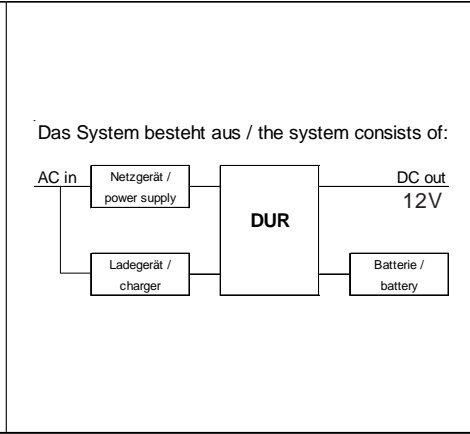 Das System besteht aus / the system consists of:
AC in
Netzgerät /
power supply
DUR
DC out
12V
Ladegerät /
charger
Batterie /
battery